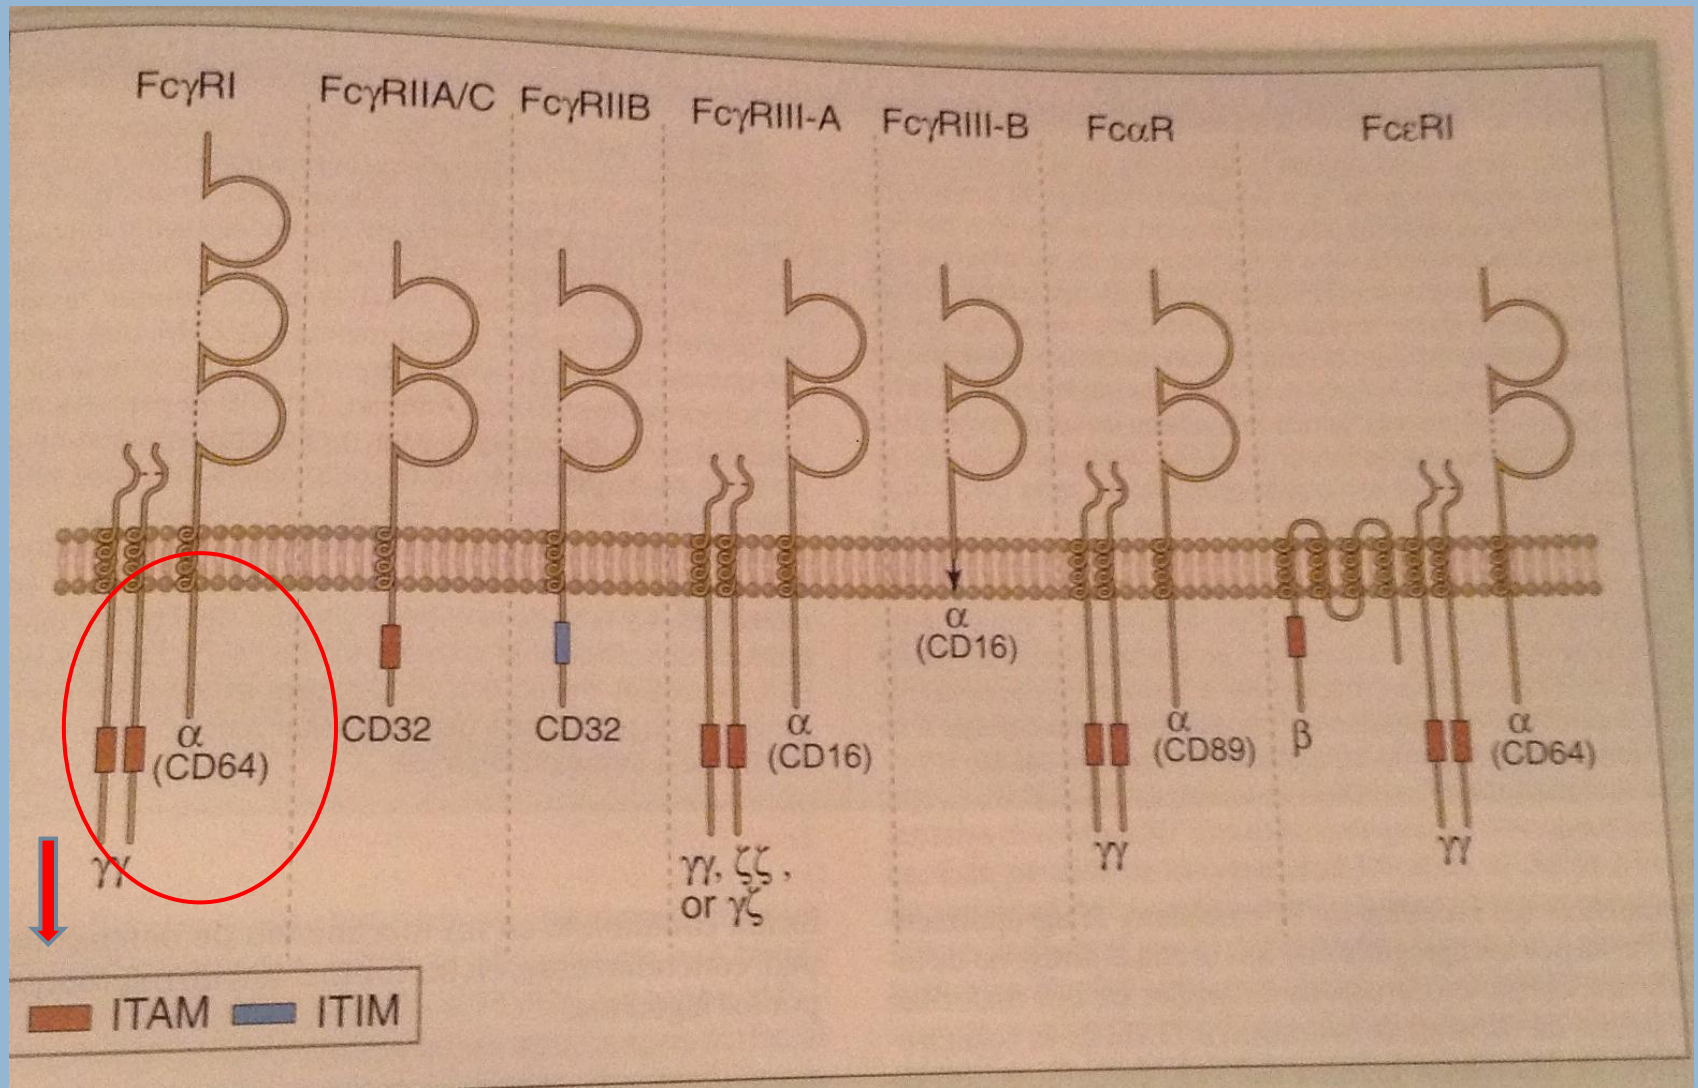 FcγRI
FcγRIIA/C
FcγRIIB
FcγRIII-A
FcγRIII-B
FcαR
FcεRI
α
(CD64)
γγ
CD32
CD32
α
(CD16)
γγ, ζζ,
or γζ
α
(CD16)
α
(CD89)
γγ
β
α
(CD64)
γγ
ITAM
ITIM